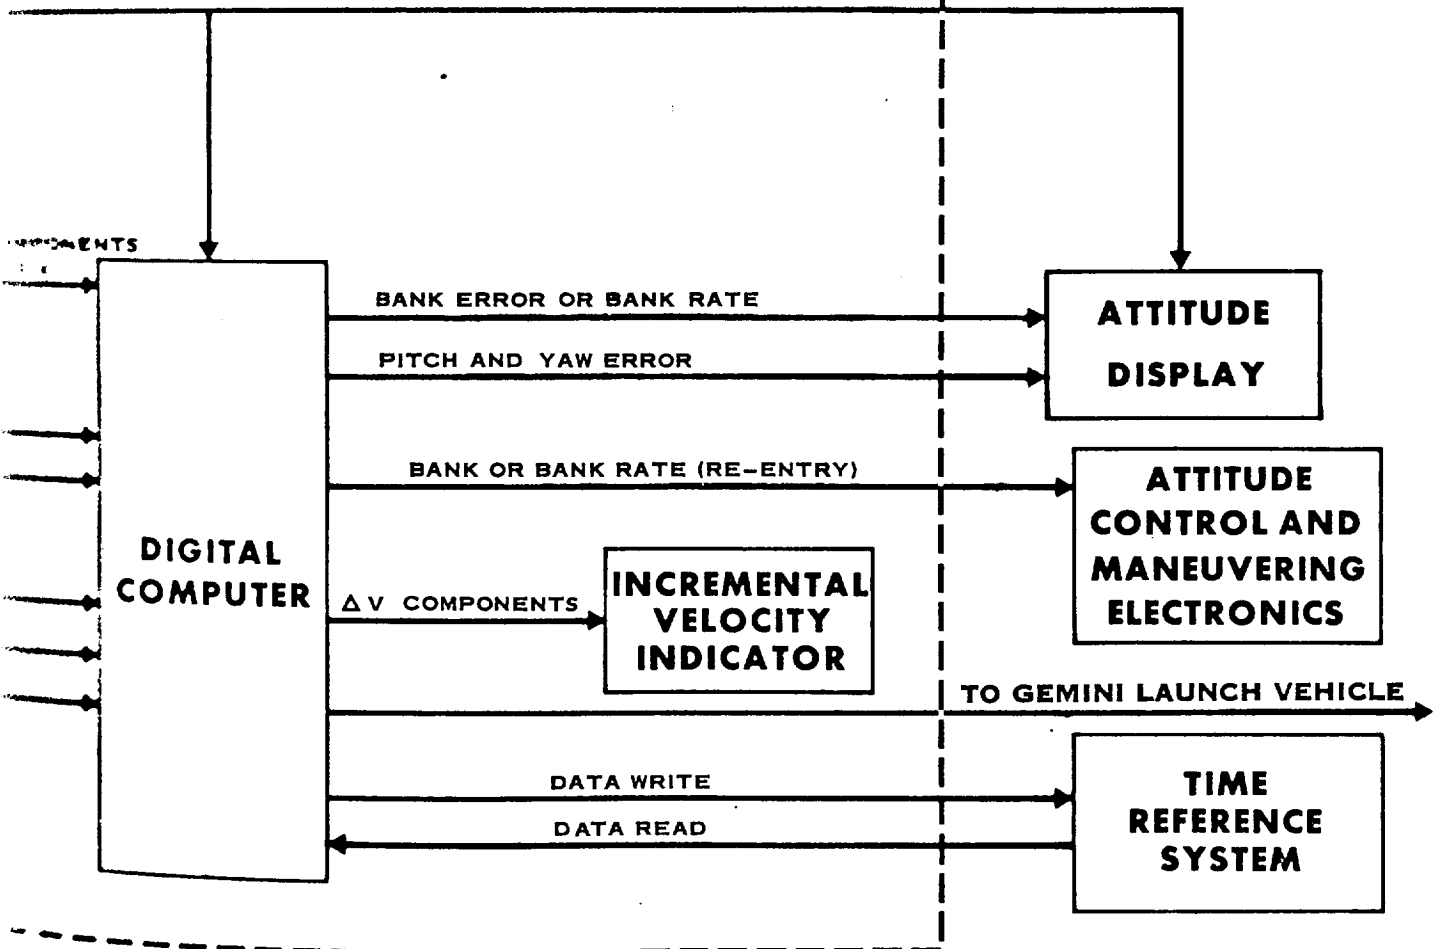 BANK ERROR OR BANK RATE
PITCH AND YAW ERROR
ATTITUDE
DISPLAY
BANK OR BANK RATE (RE-ENTRY)
ATTITUDE
CONTROL AND
MANEUVERING
ELECTRONICS
DIGITAL
COMPUTER
Δ V COMPONENTS
INCREMENTAL
VELOCITY
INDICATOR
TO GEMINI LAUNCH VEHICLE
DATA WRITE
DATA READ
TIME
REFERENCE
SYSTEM